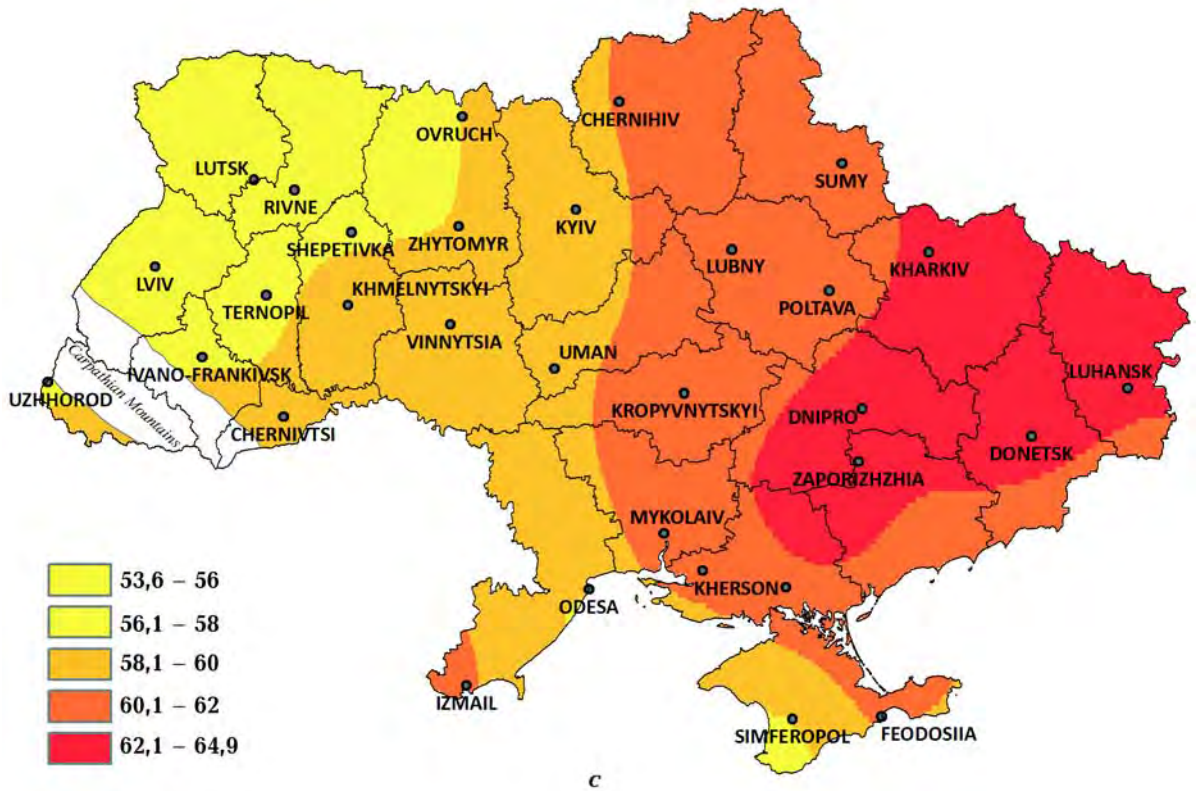 OVRUCH
CHERNIHIV
LUTSK
SUMY
RIVNE
SHEPETIVKA
ZHYTOMYR
KYIV
LVIV
LUBNY
KHARKIV
TERNOPIL
KHMELNYTSKYI
POLTAVA
VINNYTSIA
UMAN
IVANO-FRANKIVSK
LUHANSK
UZHHOROD
Carpathian Mountains
KROPYVNYTSKYI
DNIPRO
CHERNIVTSI
DONETSK
ZAPORIZHZHIA
MYKOLAIV
53,6 – 56
KHERSON
56,1 – 58
ODESA
58,1 – 60
60,1 – 62
IZMAIL
62,1 – 64,9
SIMFEROPOL
FEODOSIIA
c